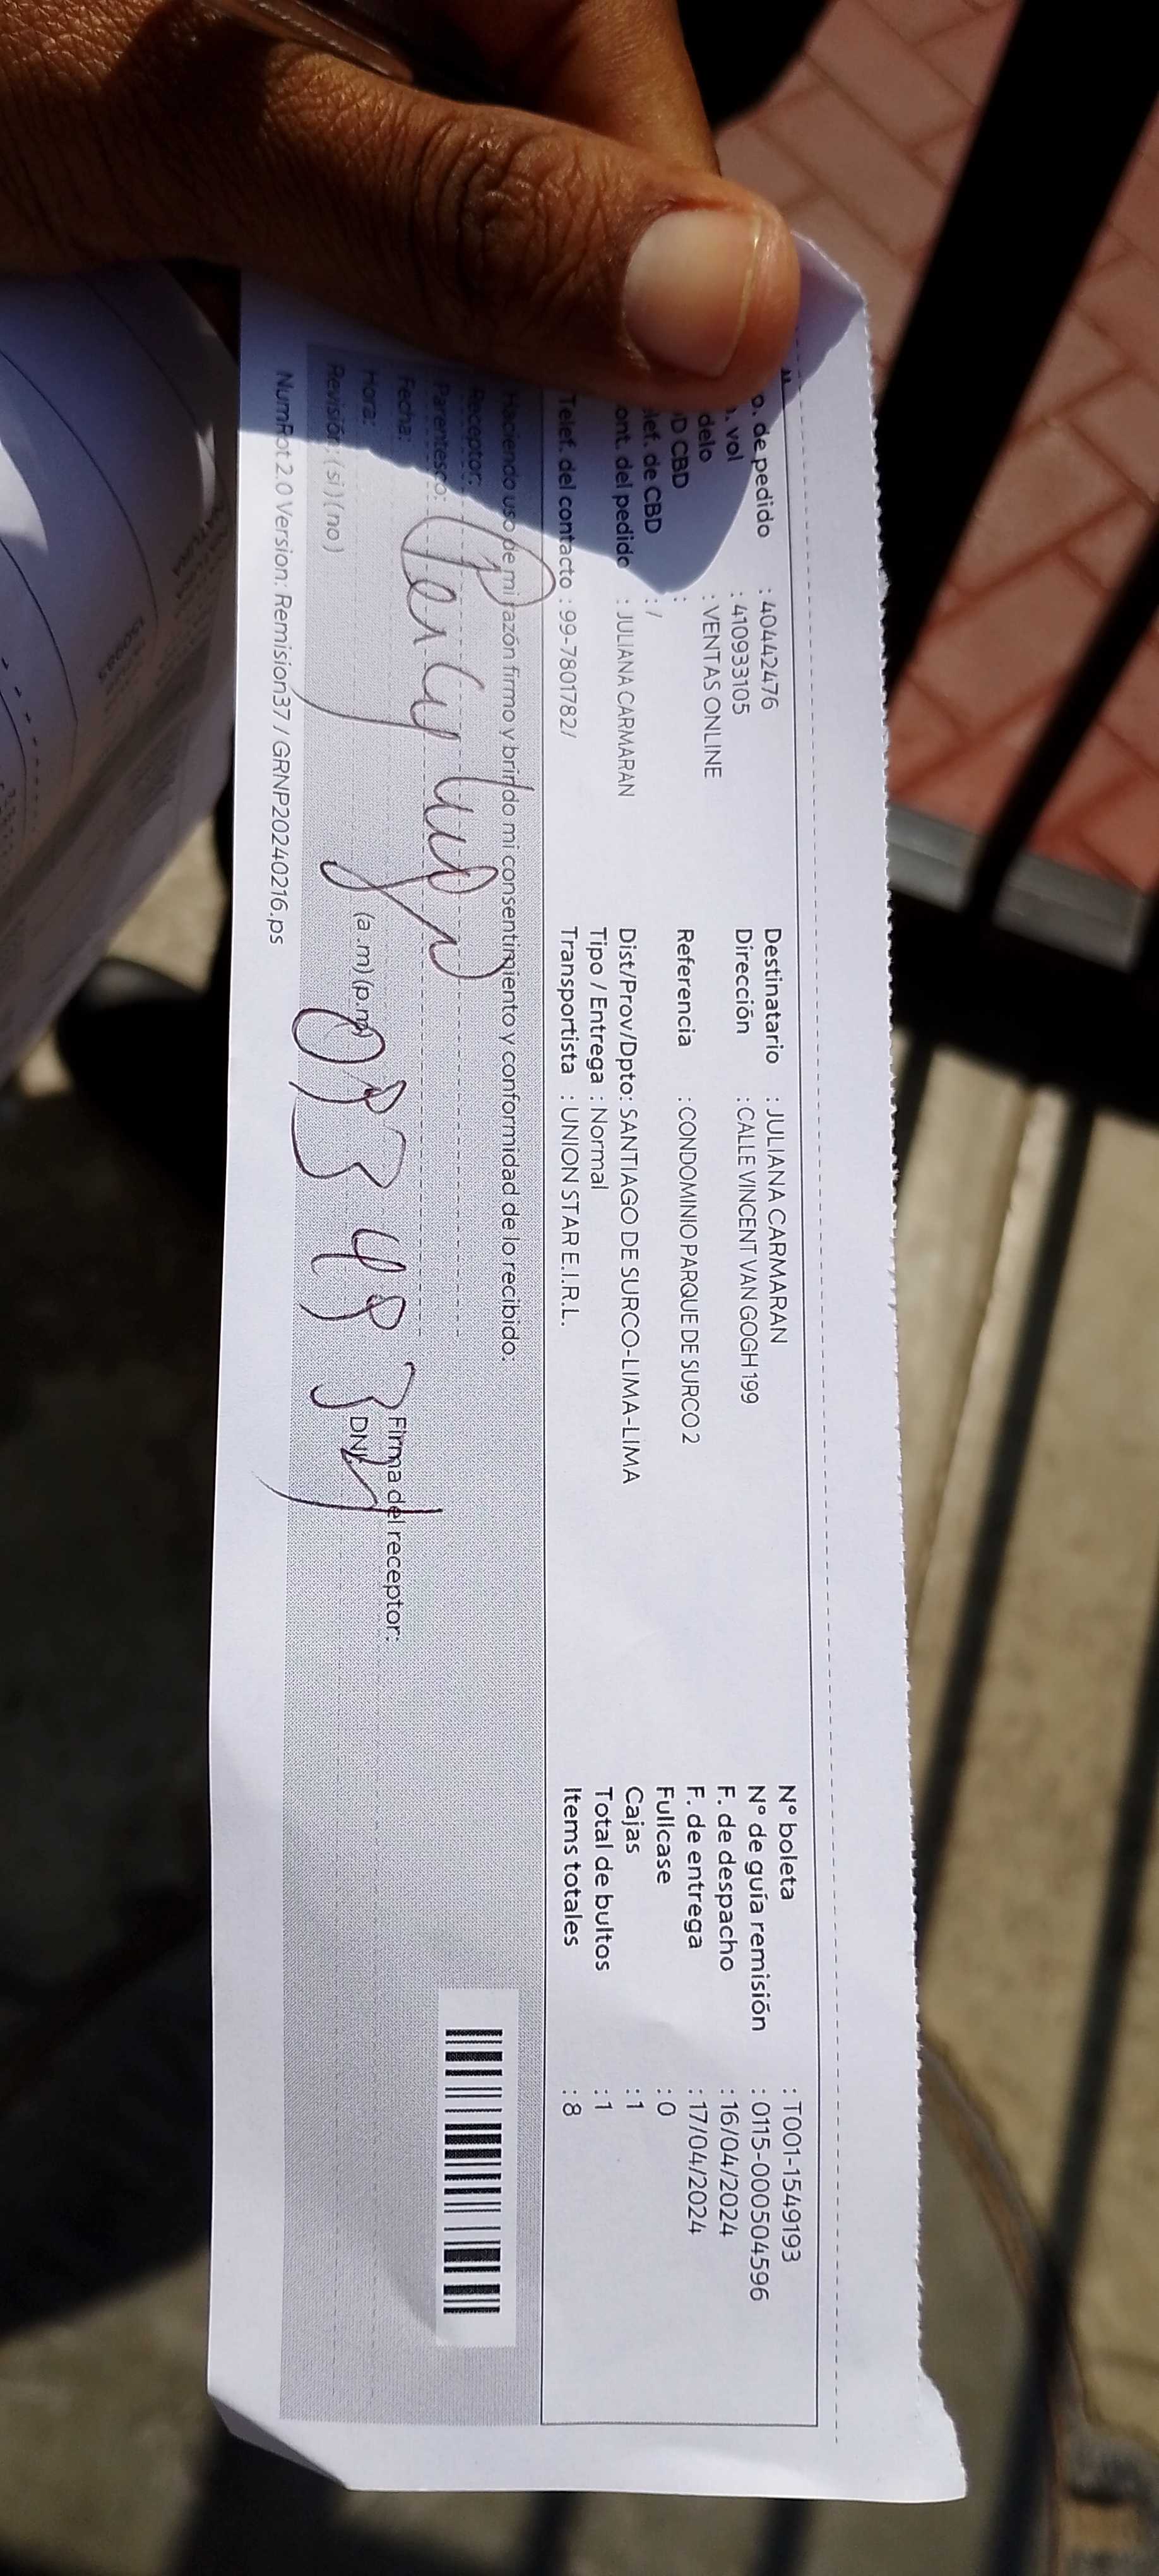 o. de pedido : 40442476
. vol : 410933105
delo : VENTAS ONLINE
D CBD :
lef. de CBD : /
ont. del pedido : JULIANA CARMARAN
Telef. del contacto : 99-7801782/
Destinatario : JULIANA CARMARAN
Dirección : CALLE VINCENT VAN GOGH 199
Referencia : CONDOMINIO PARQUE DE SURCO 2
Dist/Prov/Dpto: SANTIAGO DE SURCO-LIMA-LIMA
Tipo / Entrega : Normal
Transportista : UNION STAR E.I.R.L.
N° boleta : T001-1549193
N° de guía remisión : 0115-000504596
F. de despacho : 16/04/2024
F. de entrega : 17/04/2024
Fullcase : 0
Cajas : 1
Total de bultos : 1
Items totales : 8
Haciendo uso de mi razón firmo y brindo mi consentimiento y conformidad de lo recibido:
Receptor:
Parentesco:
Fecha:
Hora: (a.m)(p.m)
Revisión: (si)(no)
Firma del receptor:
DNI:
NumRot 2.0 Version: Remision37 / GRNP20240216.ps